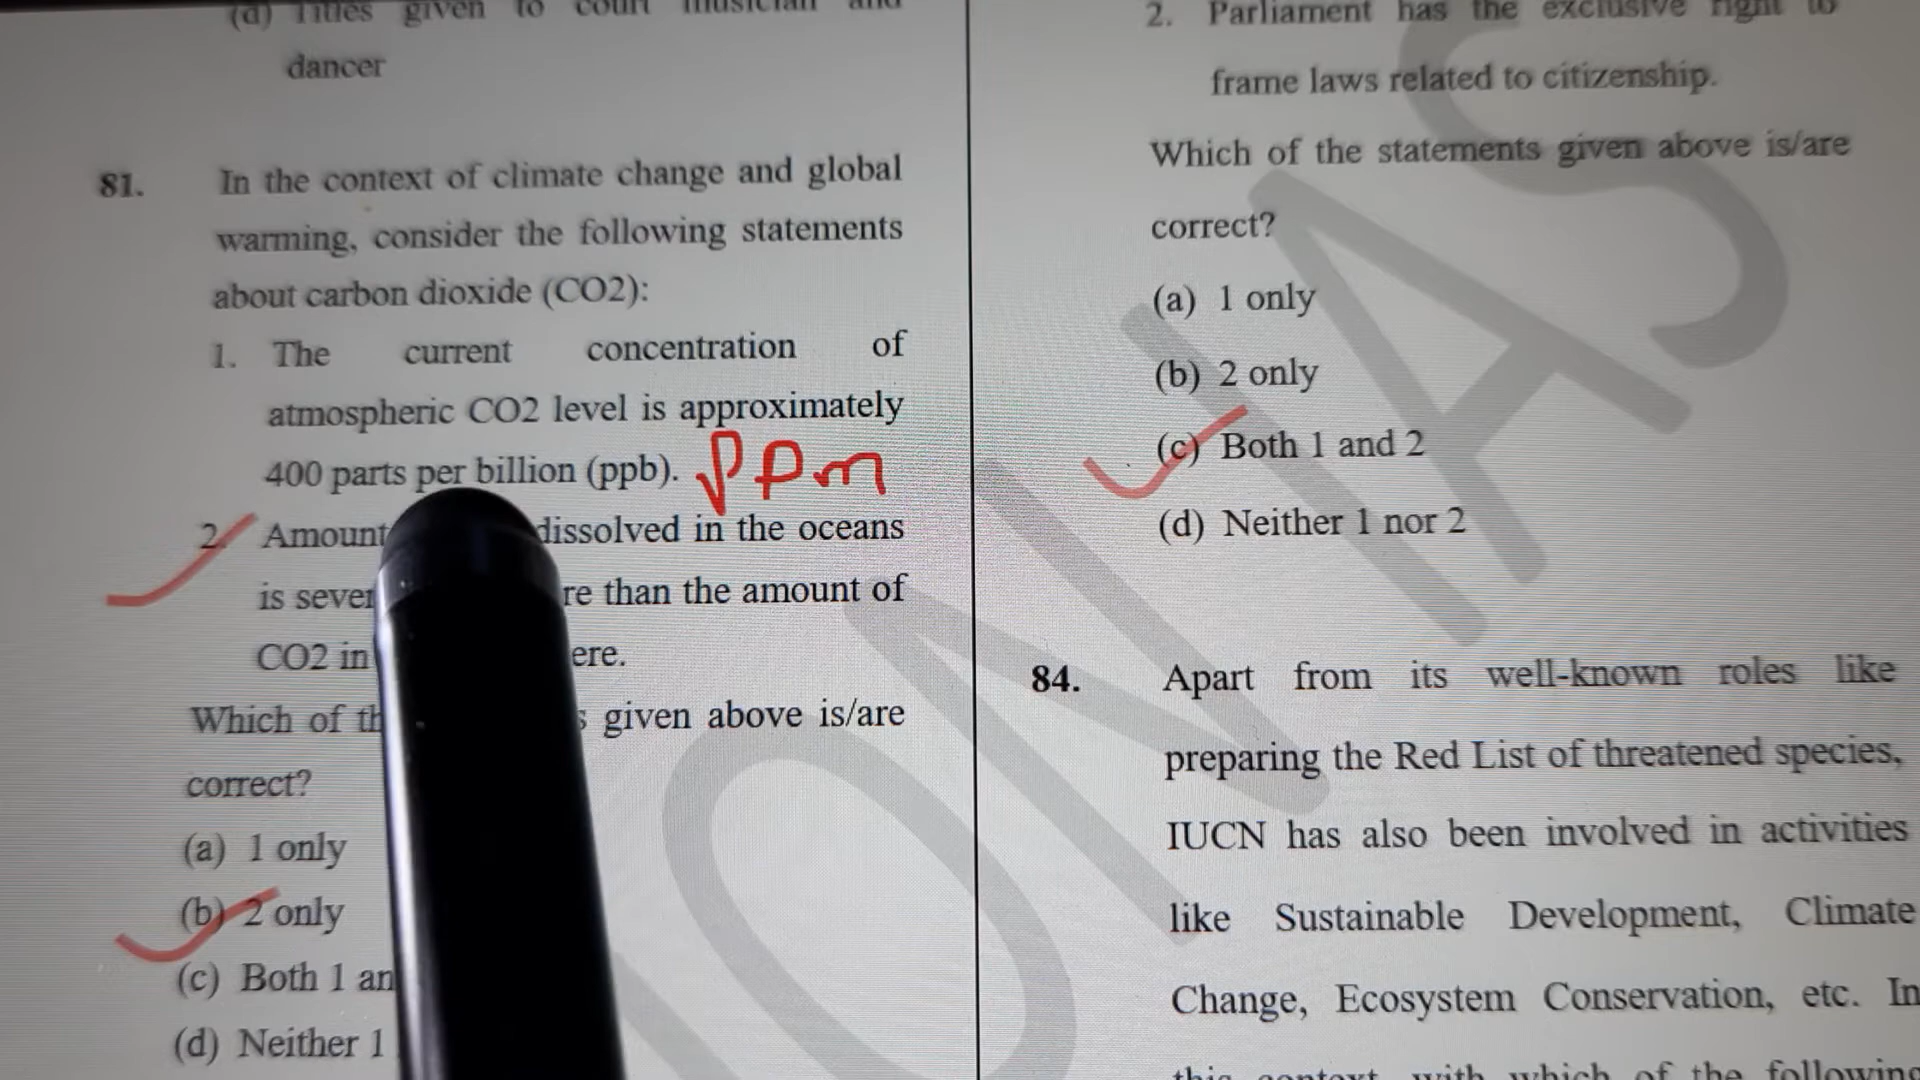 (d) Titles given to court musician and
dancer
81. In the context of climate change and global
warming, consider the following statements
about carbon dioxide (CO2):
1. The current concentration of
atmospheric CO2 level is approximately
400 parts per billion (ppb). ppm
2. Amount dissolved in the oceans
is than the amount of
CO2 in
Which of given above is/are
correct?
(a) 1 only
(b) 2 only
(c) Both 1
(d) Neither 1
2. Parliament has the exclusive right to
frame laws related to citizenship.
Which of the statements given above is/are
correct?
(a) 1 only
(b) 2 only
(c) Both 1 and 2
(d) Neither 1 nor 2
84. Apart from its well-known roles like
preparing the Red List of threatened species,
IUCN has also been involved in activities
like Sustainable Development, Climate
Change, Ecosystem Conservation, etc. In
this context, with which of the following